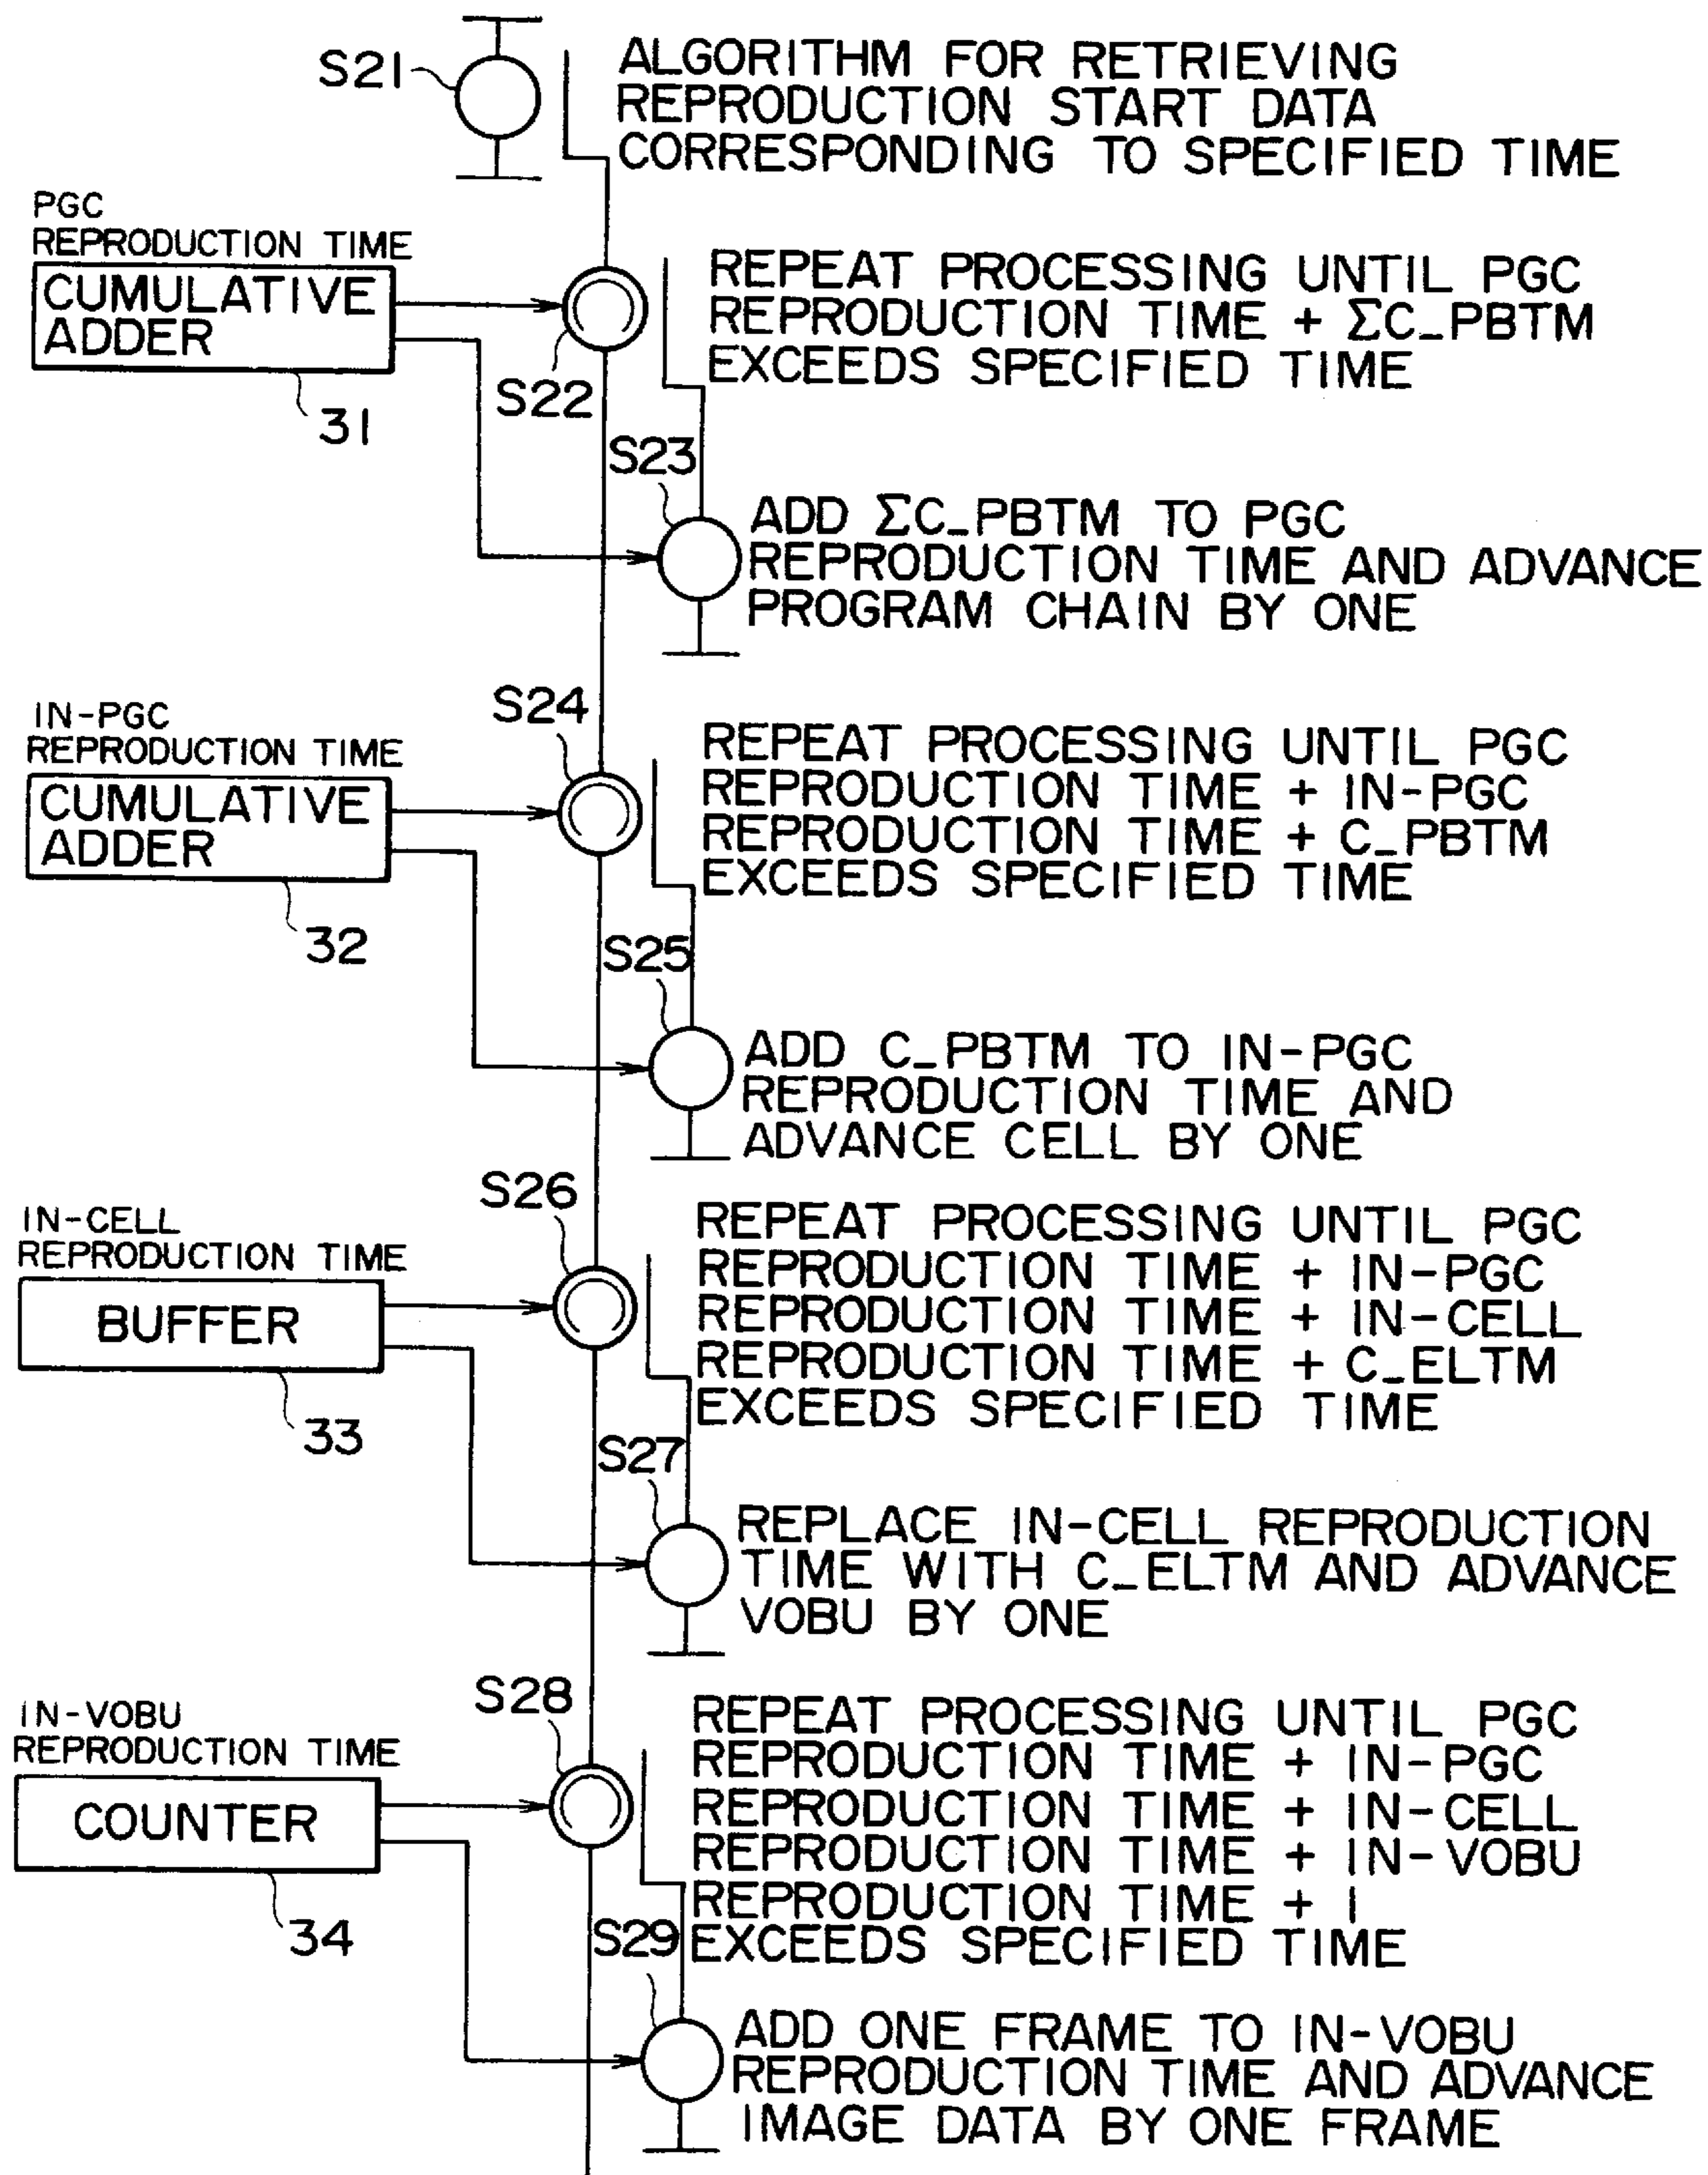 S21
ALGORITHM FOR RETRIEVING
REPRODUCTION START DATA
CORRESPONDING TO SPECIFIED TIME
PGC
REPRODUCTION TIME
CUMULATIVE
ADDER
31
S22
REPEAT PROCESSING UNTIL PGC
REPRODUCTION TIME + ΣC_PBTM
EXCEEDS SPECIFIED TIME
S23
ADD ΣC_PBTM TO PGC
REPRODUCTION TIME AND ADVANCE
PROGRAM CHAIN BY ONE
IN-PGC
REPRODUCTION TIME
CUMULATIVE
ADDER
32
S24
REPEAT PROCESSING UNTIL PGC
REPRODUCTION TIME + IN-PGC
REPRODUCTION TIME + C_PBTM
EXCEEDS SPECIFIED TIME
S25
ADD C_PBTM TO IN-PGC
REPRODUCTION TIME AND
ADVANCE CELL BY ONE
IN-CELL
REPRODUCTION TIME
BUFFER
33
S26
REPEAT PROCESSING UNTIL PGC
REPRODUCTION TIME + IN-PGC
REPRODUCTION TIME + IN-CELL
REPRODUCTION TIME + C_ELTM
EXCEEDS SPECIFIED TIME
S27
REPLACE IN-CELL REPRODUCTION
TIME WITH C_ELTM AND ADVANCE
VOBU BY ONE
IN-VOBU
REPRODUCTION TIME
COUNTER
34
S28
REPEAT PROCESSING UNTIL PGC
REPRODUCTION TIME + IN-PGC
REPRODUCTION TIME + IN-CELL
REPRODUCTION TIME + IN-VOBU
REPRODUCTION TIME + 1
EXCEEDS SPECIFIED TIME
S29
ADD ONE FRAME TO IN-VOBU
REPRODUCTION TIME AND ADVANCE
IMAGE DATA BY ONE FRAME